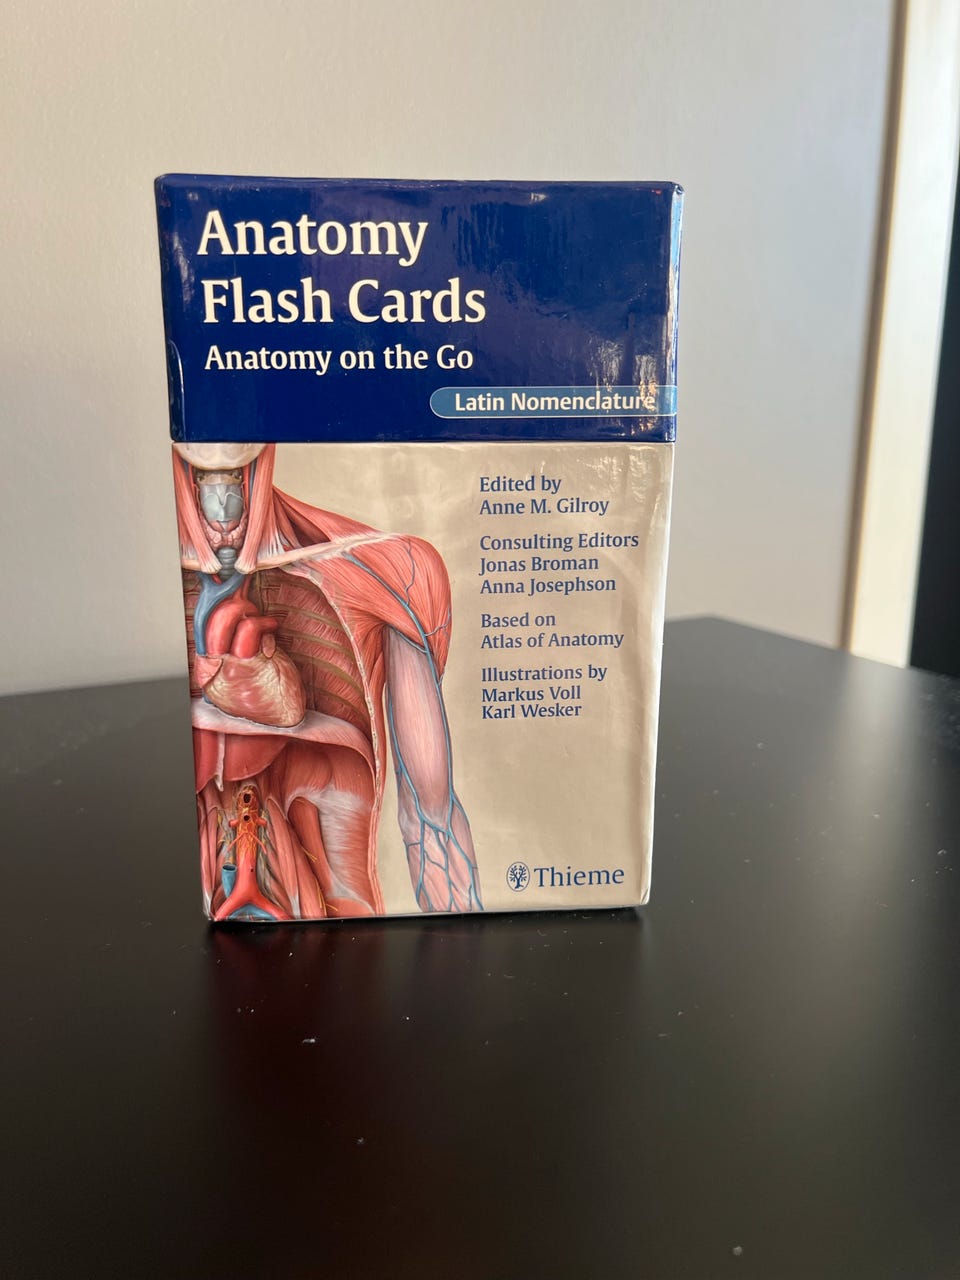 Anatomy
Flash Cards
Anatomy on the Go
Latin Nomenclature
Edited by
Anne M. Gilroy
Consulting Editors
Jonas Broman
Anna Josephson
Based on
Atlas of Anatomy
Illustrations by
Markus Voll
Karl Wesker
Thieme